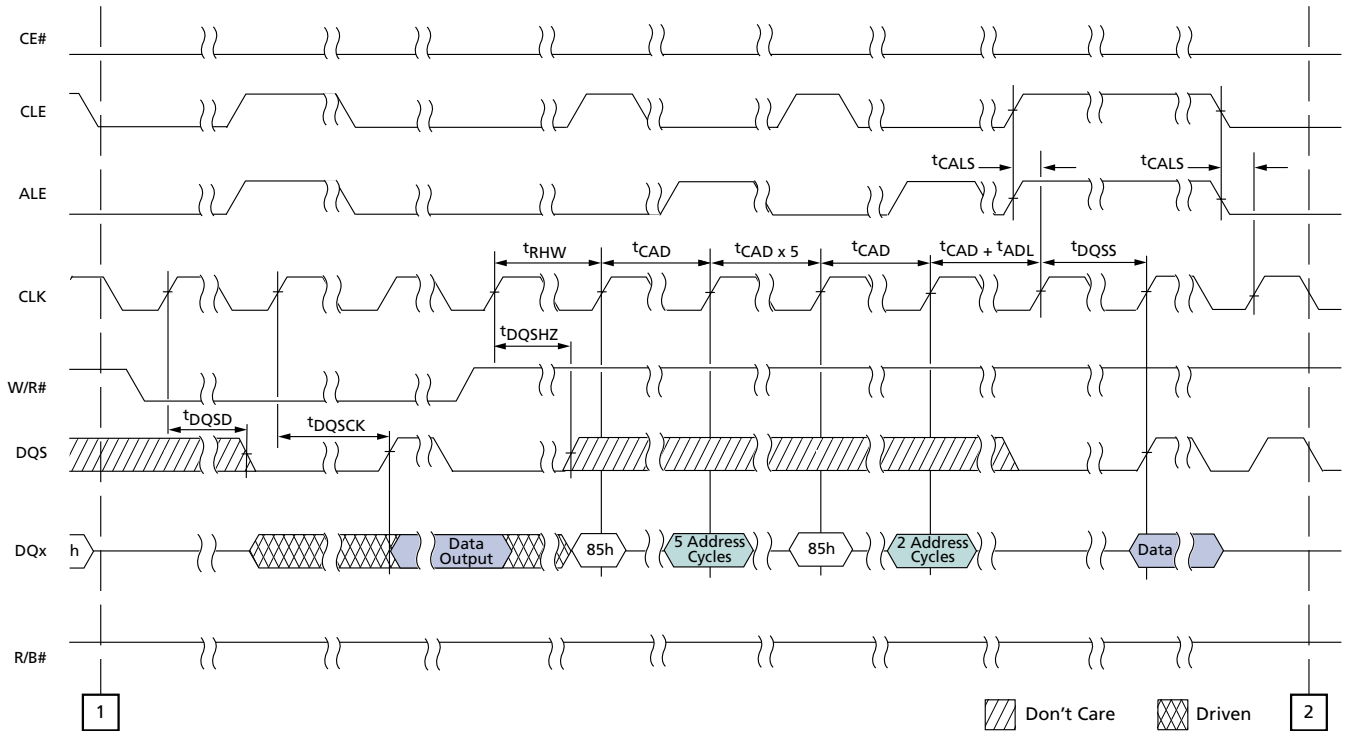 CE#
CLE
tCALS
tCALS
ALE
tRHW
tCAD
tCAD x 5
tCAD
tCAD + tADL
tDQSS
CLK
tDQSHZ
W/R#
tDQSD
tDQSCK
DQS
DQx
h
Data
Output
85h
5 Address
Cycles
85h
2 Address
Cycles
Data
R/B#
1
Don't Care
Driven
2